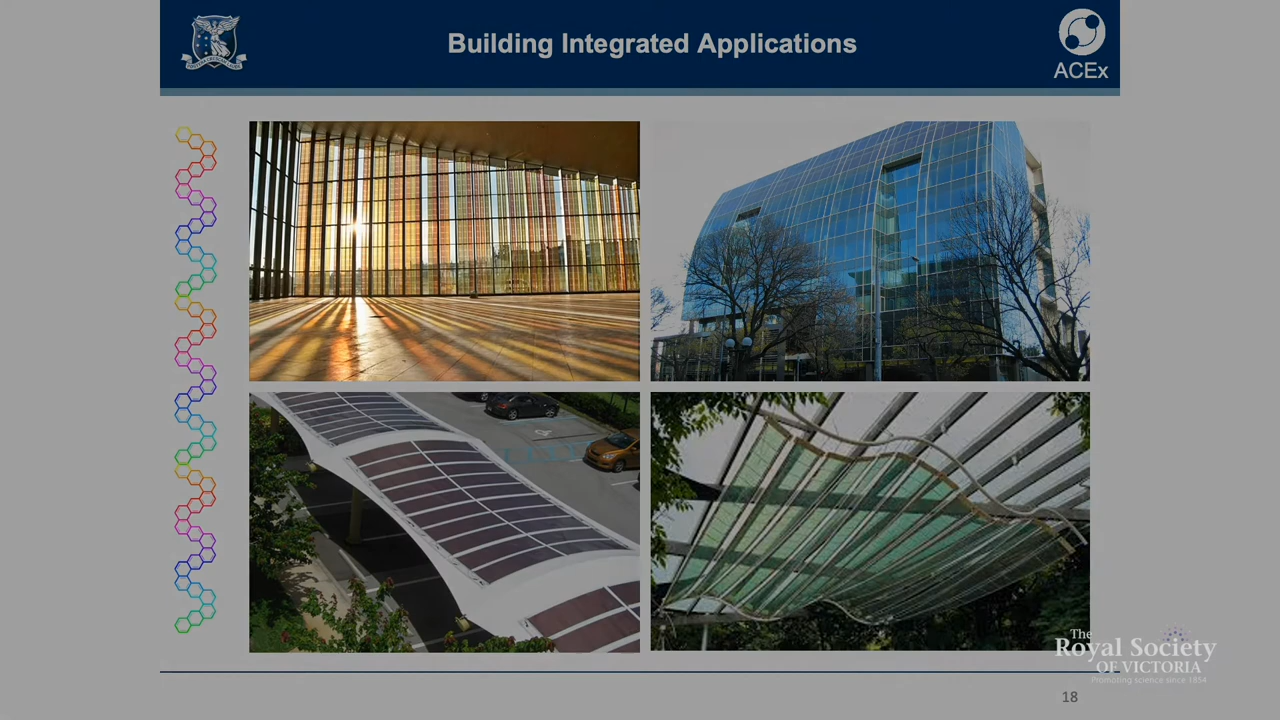 Building Integrated Applications
ACEx
The
Royal Society
OF VICTORIA
Promoting science since 1854
18